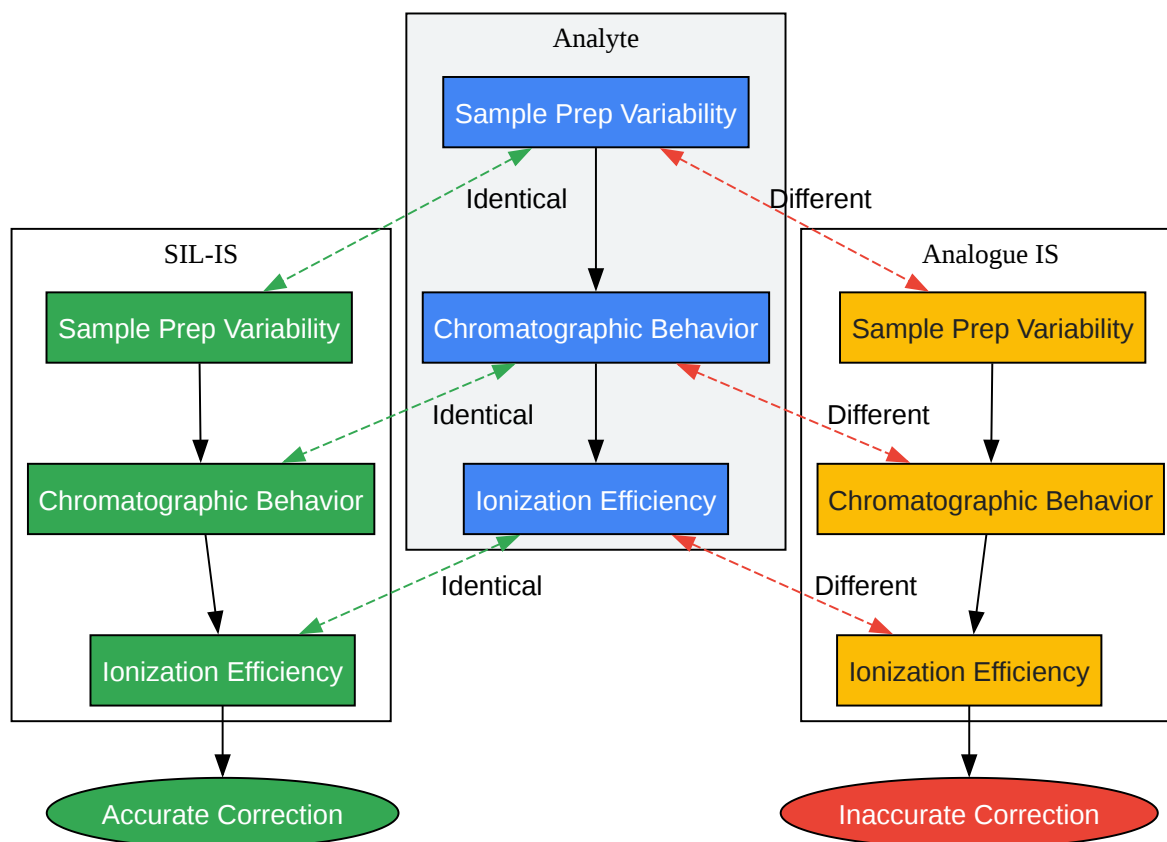 Analyte
Sample Prep Variability
Identical
Different
SIL-IS
Analogue IS
Sample Prep Variability
Chromatographic Behavior
Sample Prep Variability
Identical
Different
Chromatographic Behavior
Ionization Efficiency
Chromatographic Behavior
Identical
Different
Ionization Efficiency
Ionization Efficiency
Accurate Correction
Inaccurate Correction